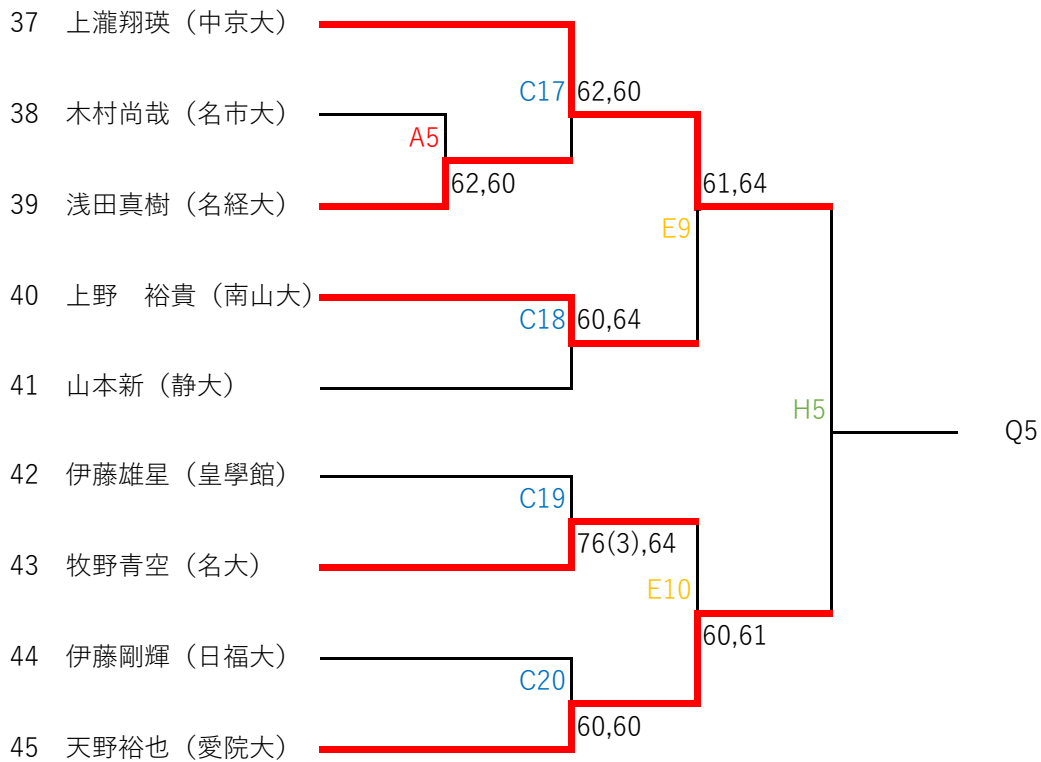 37 上瀧翔瑛（中京大）
C17 62,60
38 木村尚哉（名市大）
A5
62,60
61,64
39 浅田真樹（名経大）
E9
40 上野　裕貴（南山大）
C18 60,64
41 山本新（静大）
H5
Q5
42 伊藤雄星（皇學館）
C19
76(3),64
43 牧野青空（名大）
E10
60,61
44 伊藤剛輝（日福大）
C20
60,60
45 天野裕也（愛院大）